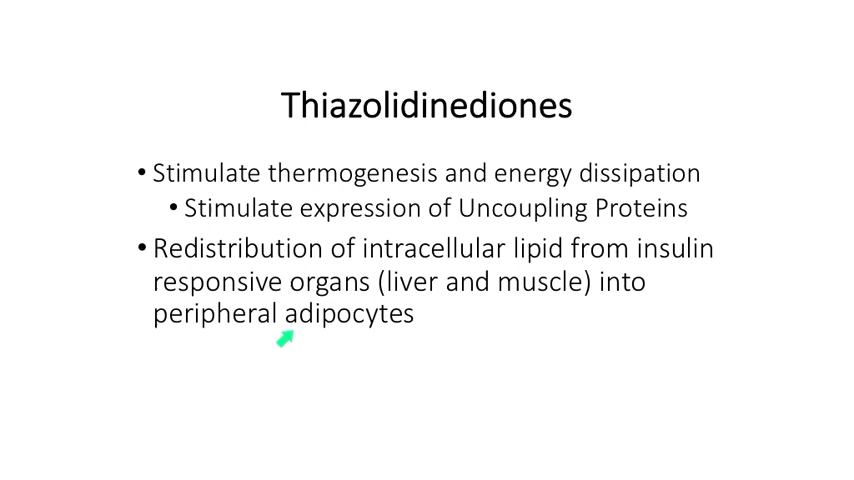 Thiazolidinediones
• Stimulate thermogenesis and energy dissipation
• Stimulate expression of Uncoupling Proteins
• Redistribution of intracellular lipid from insulin
responsive organs (liver and muscle) into
peripheral adipocytes